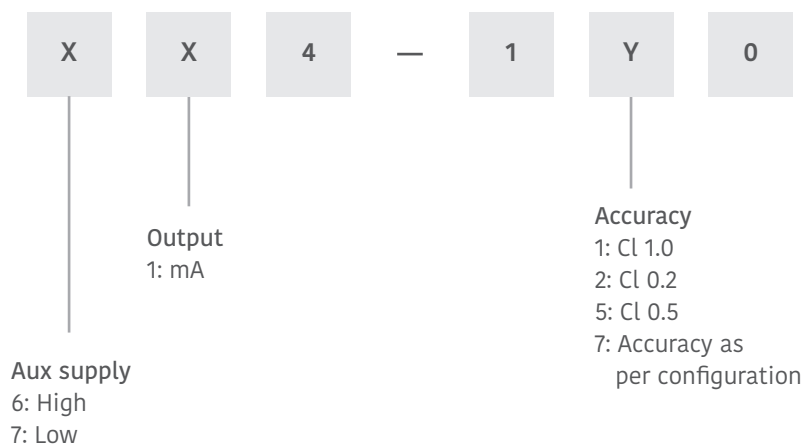 X X 4 — 1 Y 0
Output
1: mA
Accuracy
1: Cl 1.0
2: Cl 0.2
5: Cl 0.5
7: Accuracy as
per configuration
Aux supply
6: High
7: Low